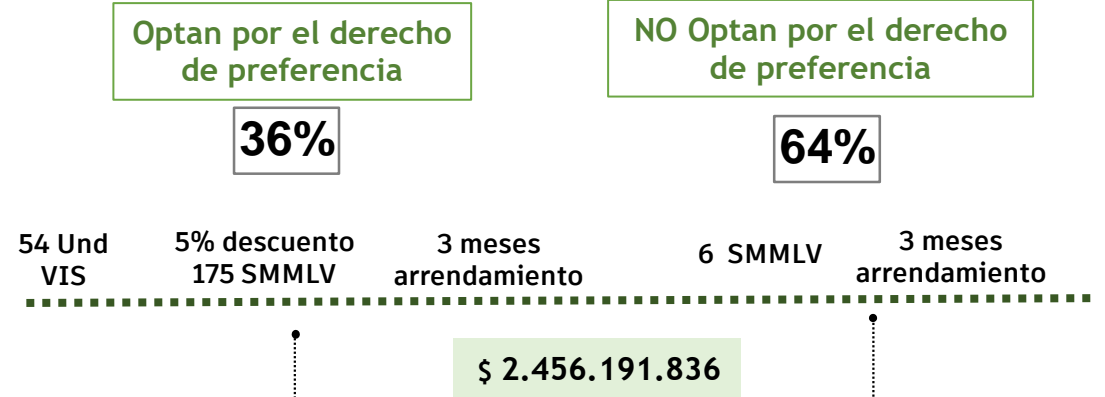 Optan por el derecho
de preferencia
36%
NO Optan por el derecho
de preferencia
64%
54 Und
VIS
5% descuento
175 SMMLV
3 meses
arrendamiento
6 SMMLV
3 meses
arrendamiento
$ 2.456.191.836